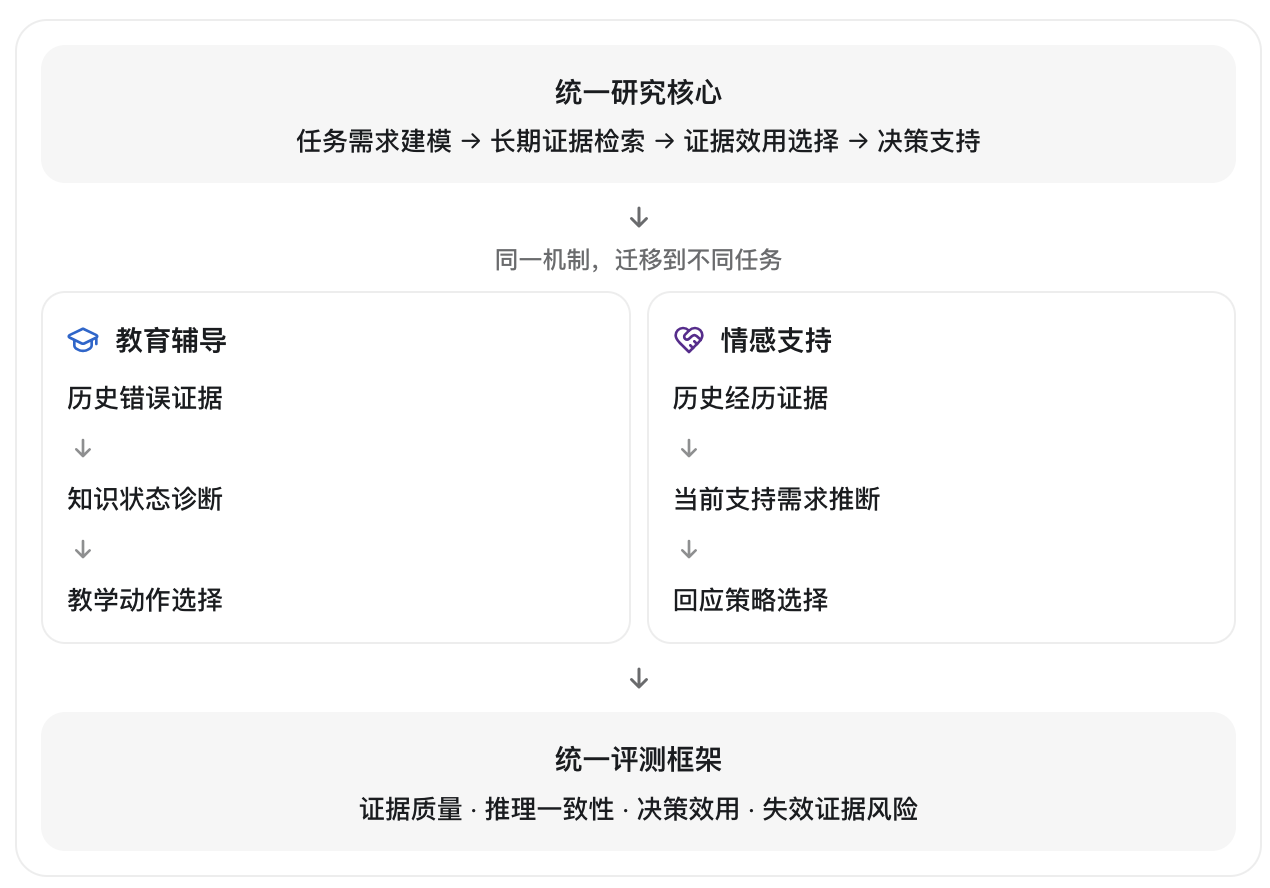 统一研究核心
任务需求建模 → 长期证据检索 → 证据效用选择 → 决策支持
↓
同一机制，迁移到不同任务
教育辅导
历史错误证据
↓
知识状态诊断
↓
教学动作选择
情感支持
历史经历证据
↓
当前支持需求推断
↓
回应策略选择
↓
统一评测框架
证据质量 · 推理一致性 · 决策效用 · 失效证据风险